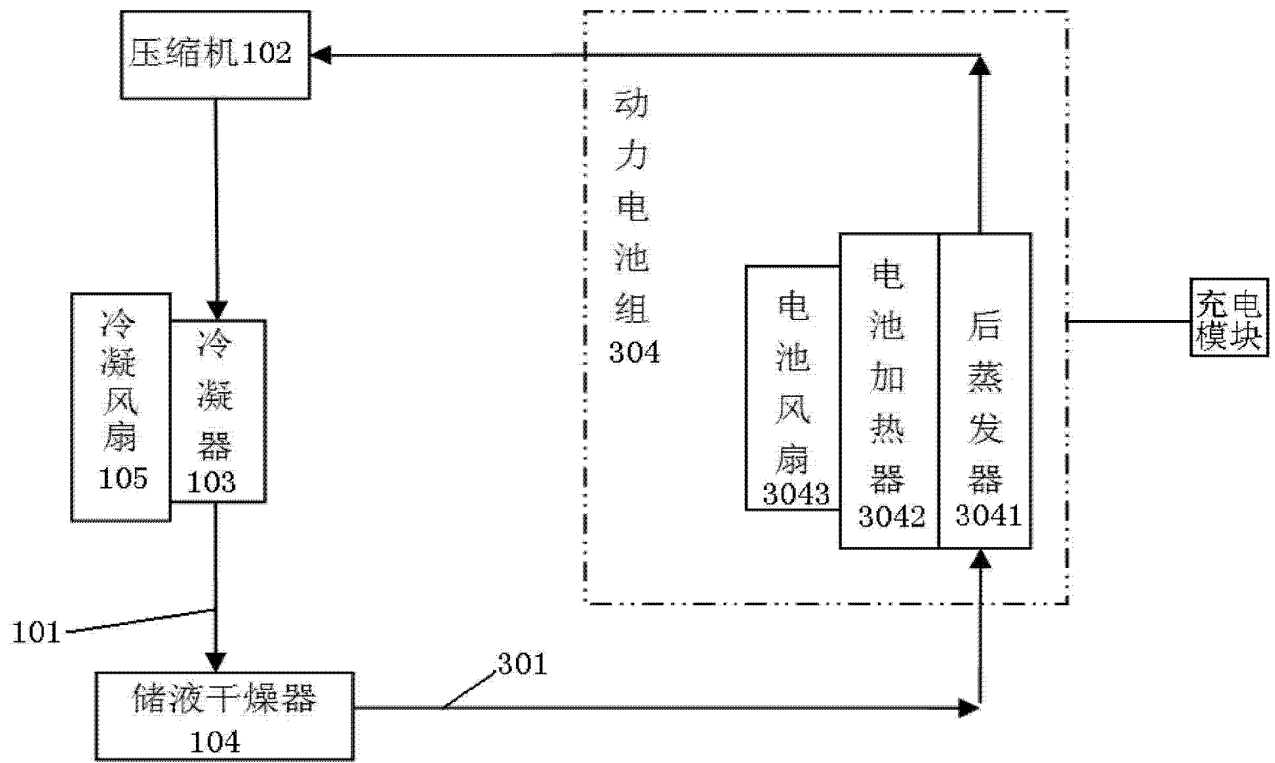 压缩机102
动力电池组
304
冷凝风扇
105
冷凝器
103
电池风扇
3043
电池加热器
3042
后蒸发器
3041
充电
模块
101
301
储液干燥器
104